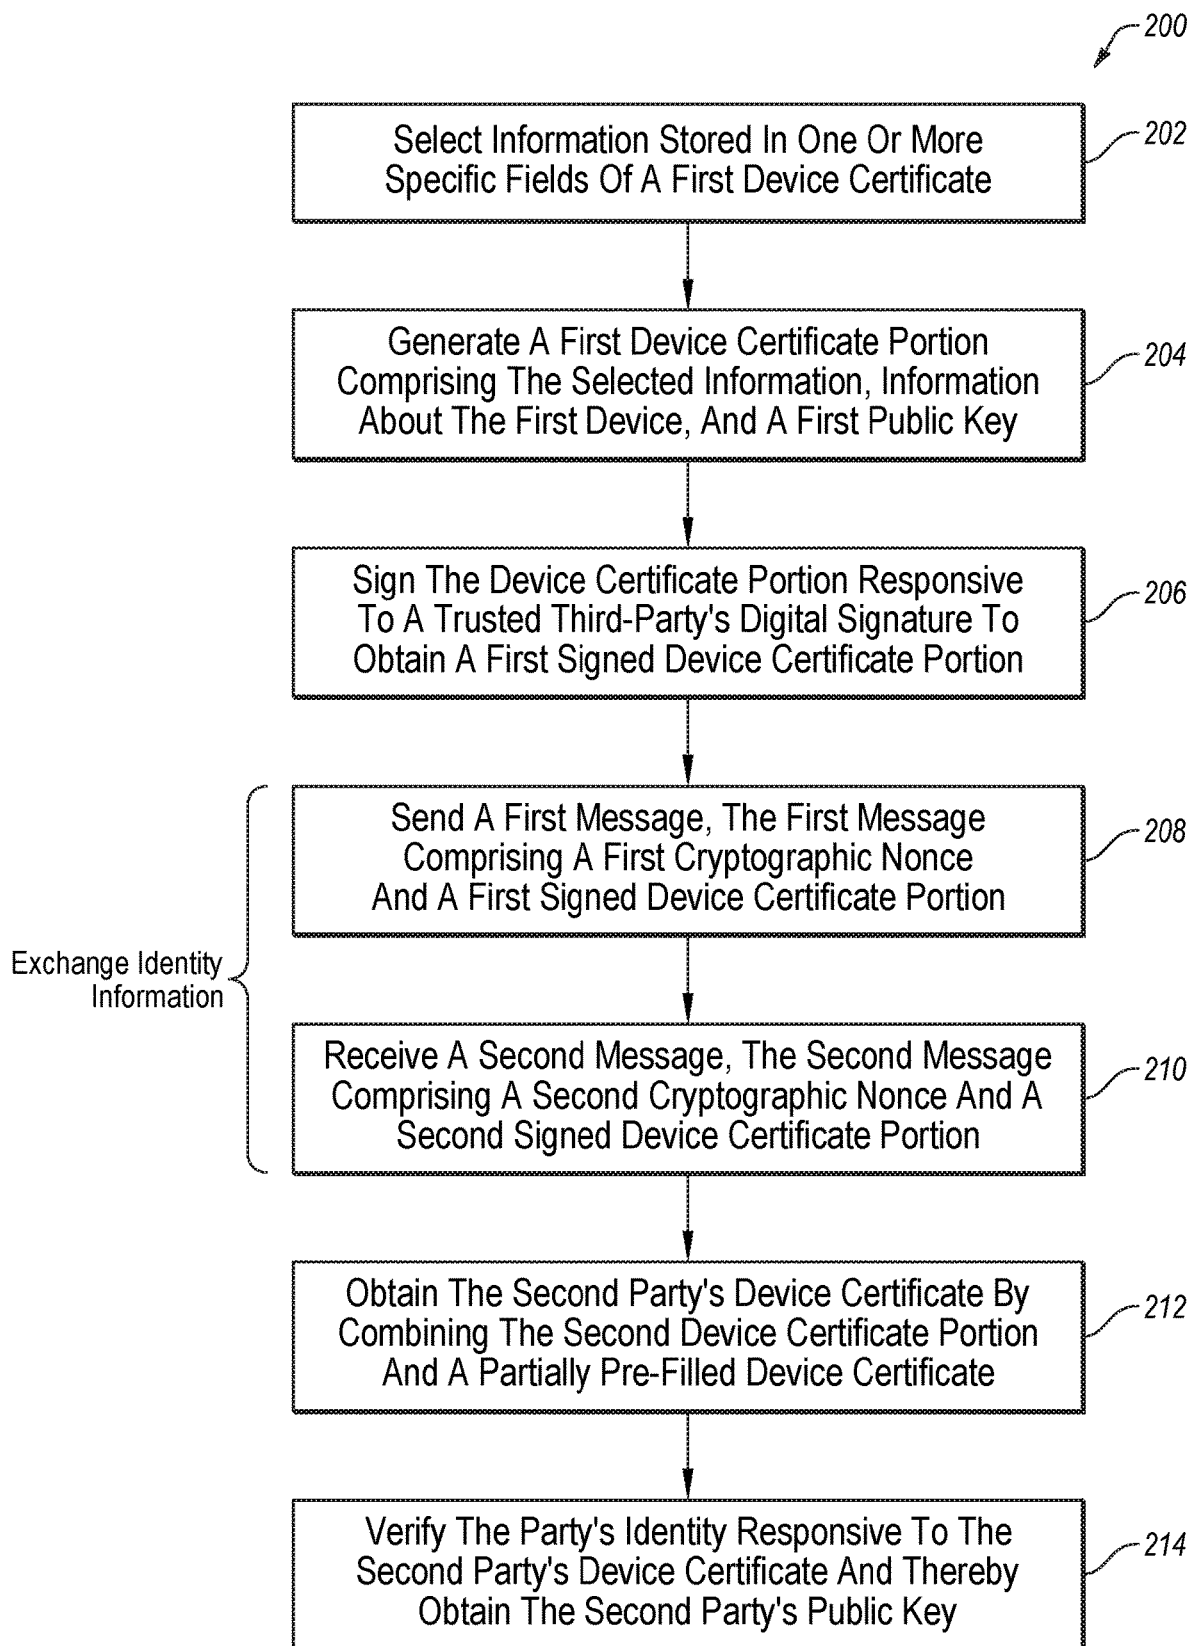 200
Select Information Stored In One Or More
Specific Fields Of A First Device Certificate
202
Generate A First Device Certificate Portion
Comprising The Selected Information, Information
About The First Device, And A First Public Key
204
Sign The Device Certificate Portion Responsive
To A Trusted Third-Party's Digital Signature To
Obtain A First Signed Device Certificate Portion
206
Send A First Message, The First Message
Comprising A First Cryptographic Nonce
And A First Signed Device Certificate Portion
208
Exchange Identity
Information
Receive A Second Message, The Second Message
Comprising A Second Cryptographic Nonce And A
Second Signed Device Certificate Portion
210
Obtain The Second Party's Device Certificate By
Combining The Second Device Certificate Portion
And A Partially Pre-Filled Device Certificate
212
Verify The Party's Identity Responsive To The
Second Party's Device Certificate And Thereby
Obtain The Second Party's Public Key
214